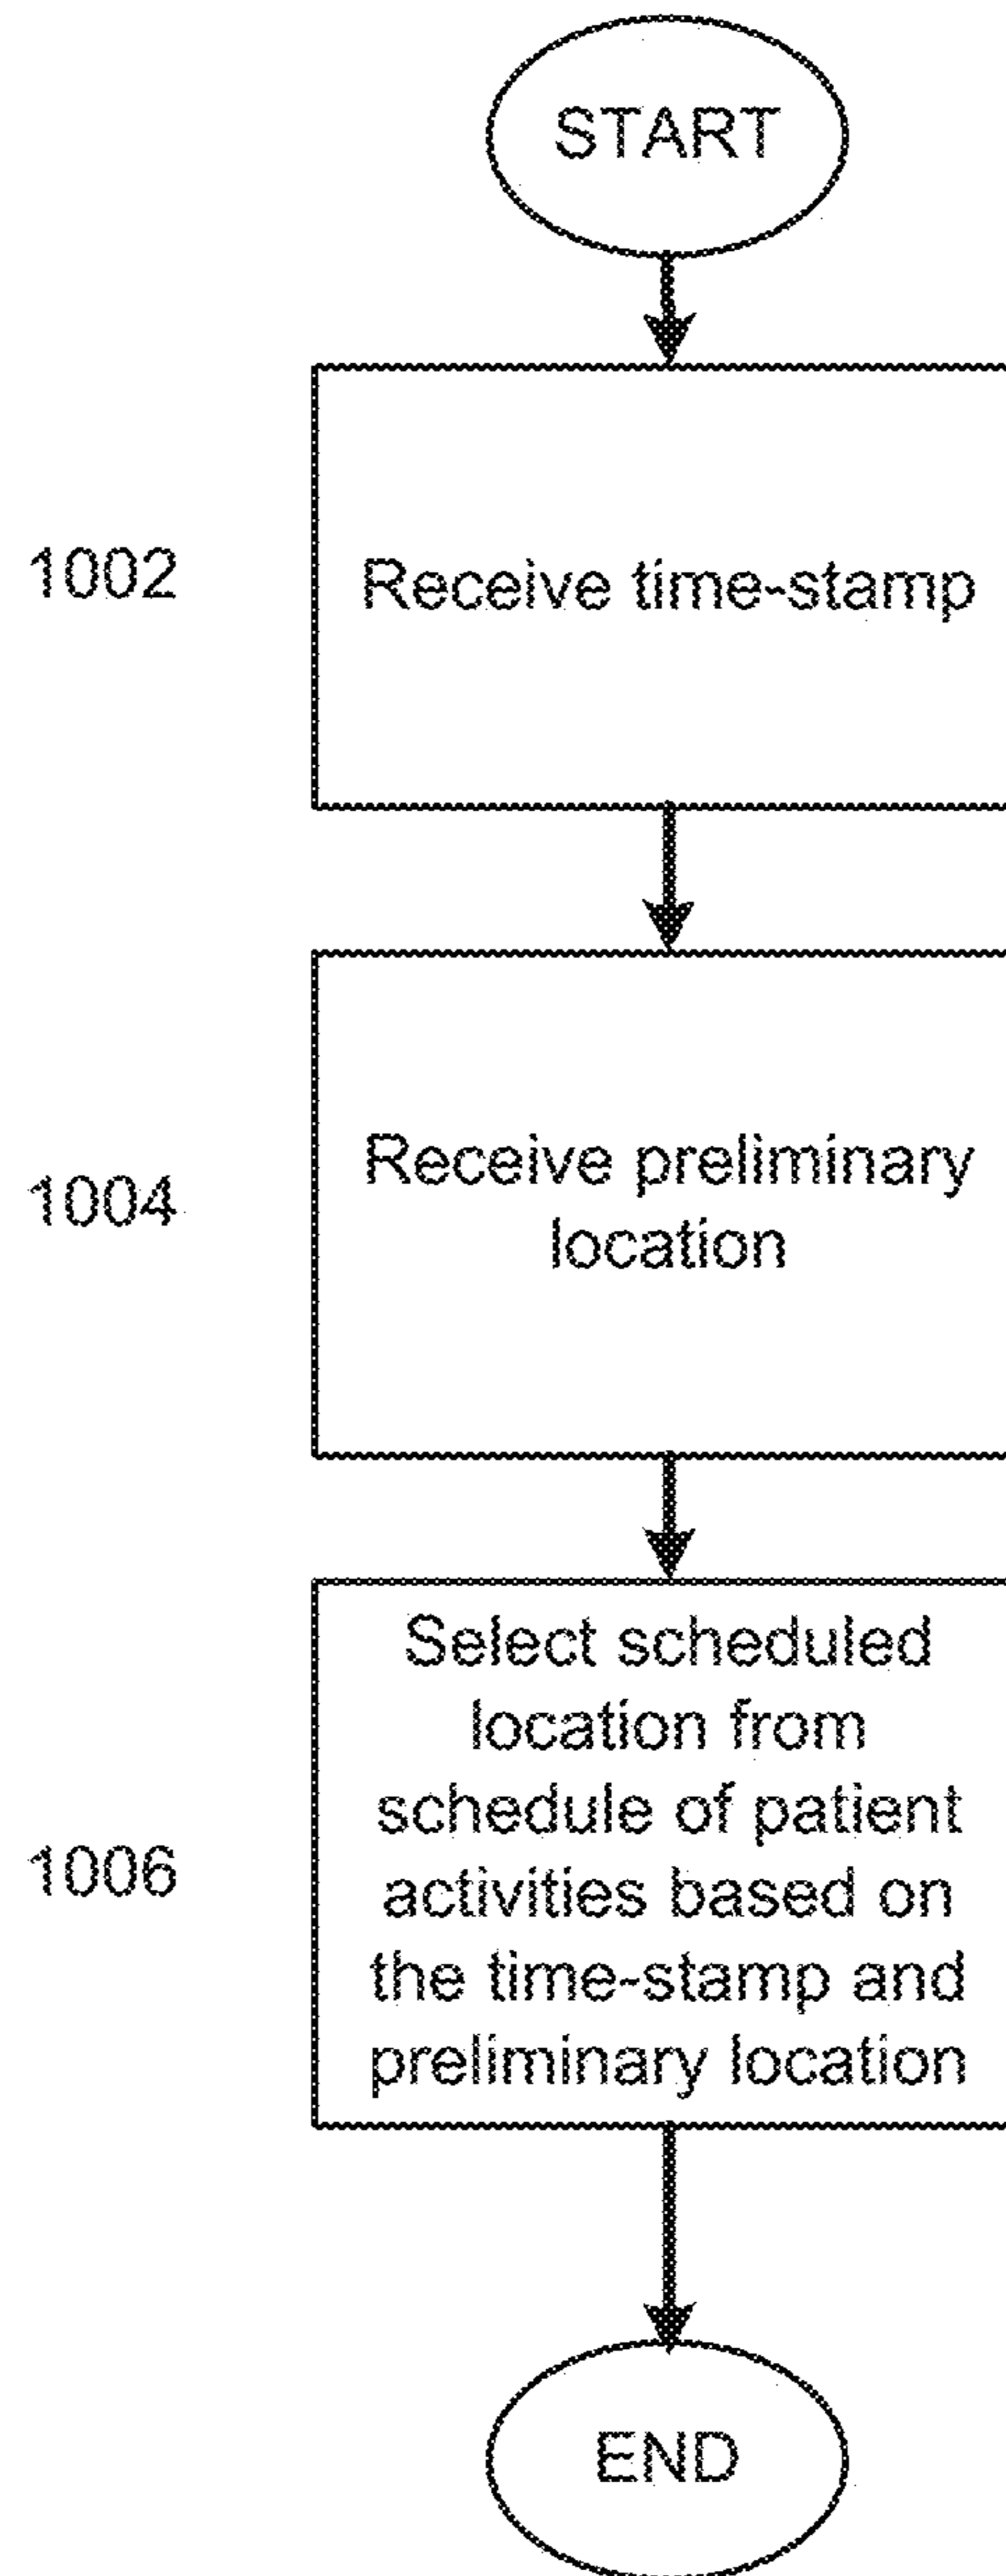 START
1002
Receive time-stamp
1004
Receive preliminary
location
1006
Select scheduled
location from
schedule of patient
activities based on
the time-stamp and
preliminary location
END